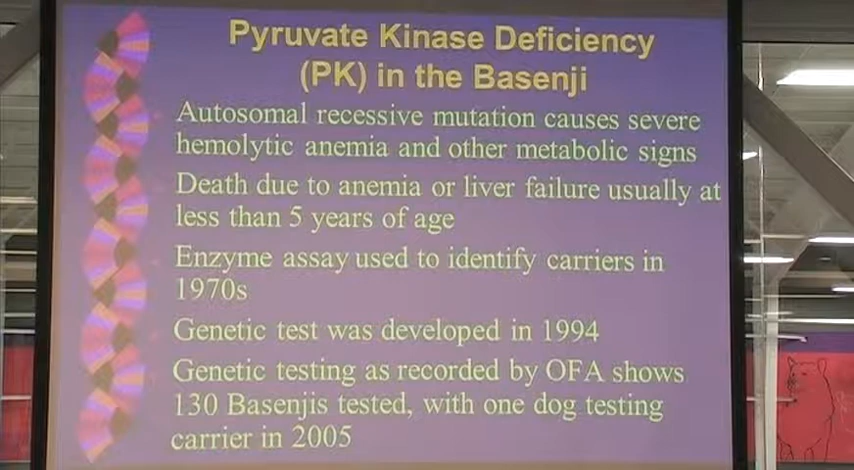 Pyruvate Kinase Deficiency
(PK) in the Basenji
Autosomal recessive mutation causes severe
hemolytic anemia and other metabolic signs
Death due to anemia or liver failure usually at
less than 5 years of age
Enzyme assay used to identify carriers in
1970s
Genetic test was developed in 1994
Genetic testing as recorded by OFA shows
130 Basenjis tested, with one dog testing
carrier in 2005